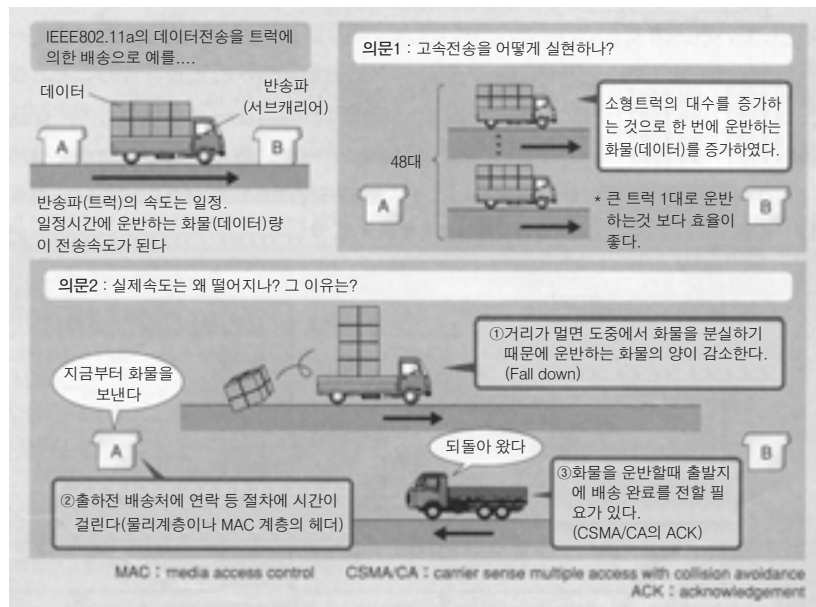 IEEE802.11a의 데이터전송을 트럭에
의한 배송으로 예를....
데이터
반송파
(서브캐리어)
A
B
반송파(트럭)의 속도는 일정.
일정시간에 운반하는 화물(데이터)량
이 전송속도가 된다
의문1 : 고속전송을 어떻게 실현하나?
48대
A
소형트럭의 대수를 증가하
는 것으로 한 번에 운반하는
화물(데이터)를 증가하였다.
* 큰 트럭 1대로 운반
하는것 보다 효율이
좋다.
B
의문2 : 실제속도는 왜 떨어지나? 그 이유는?
①거리가 멀면 도중에서 화물을 분실하기
때문에 운반하는 화물의 양이 감소한다.
(Fall down)
지금부터 화물을
보낸다
A
되돌아 왔다
B
②출하전 배송처에 연락 등 절차에 시간이
걸린다(물리계층이나 MAC 계층의 헤더)
③화물을 운반할때 출발지
에 배송 완료를 전할 필
요가 있다.
(CSMA/CA의 ACK)
MAC : media access control CSMA/CA : carrier sense multiple access with collision avoidance
ACK : acknowledgement